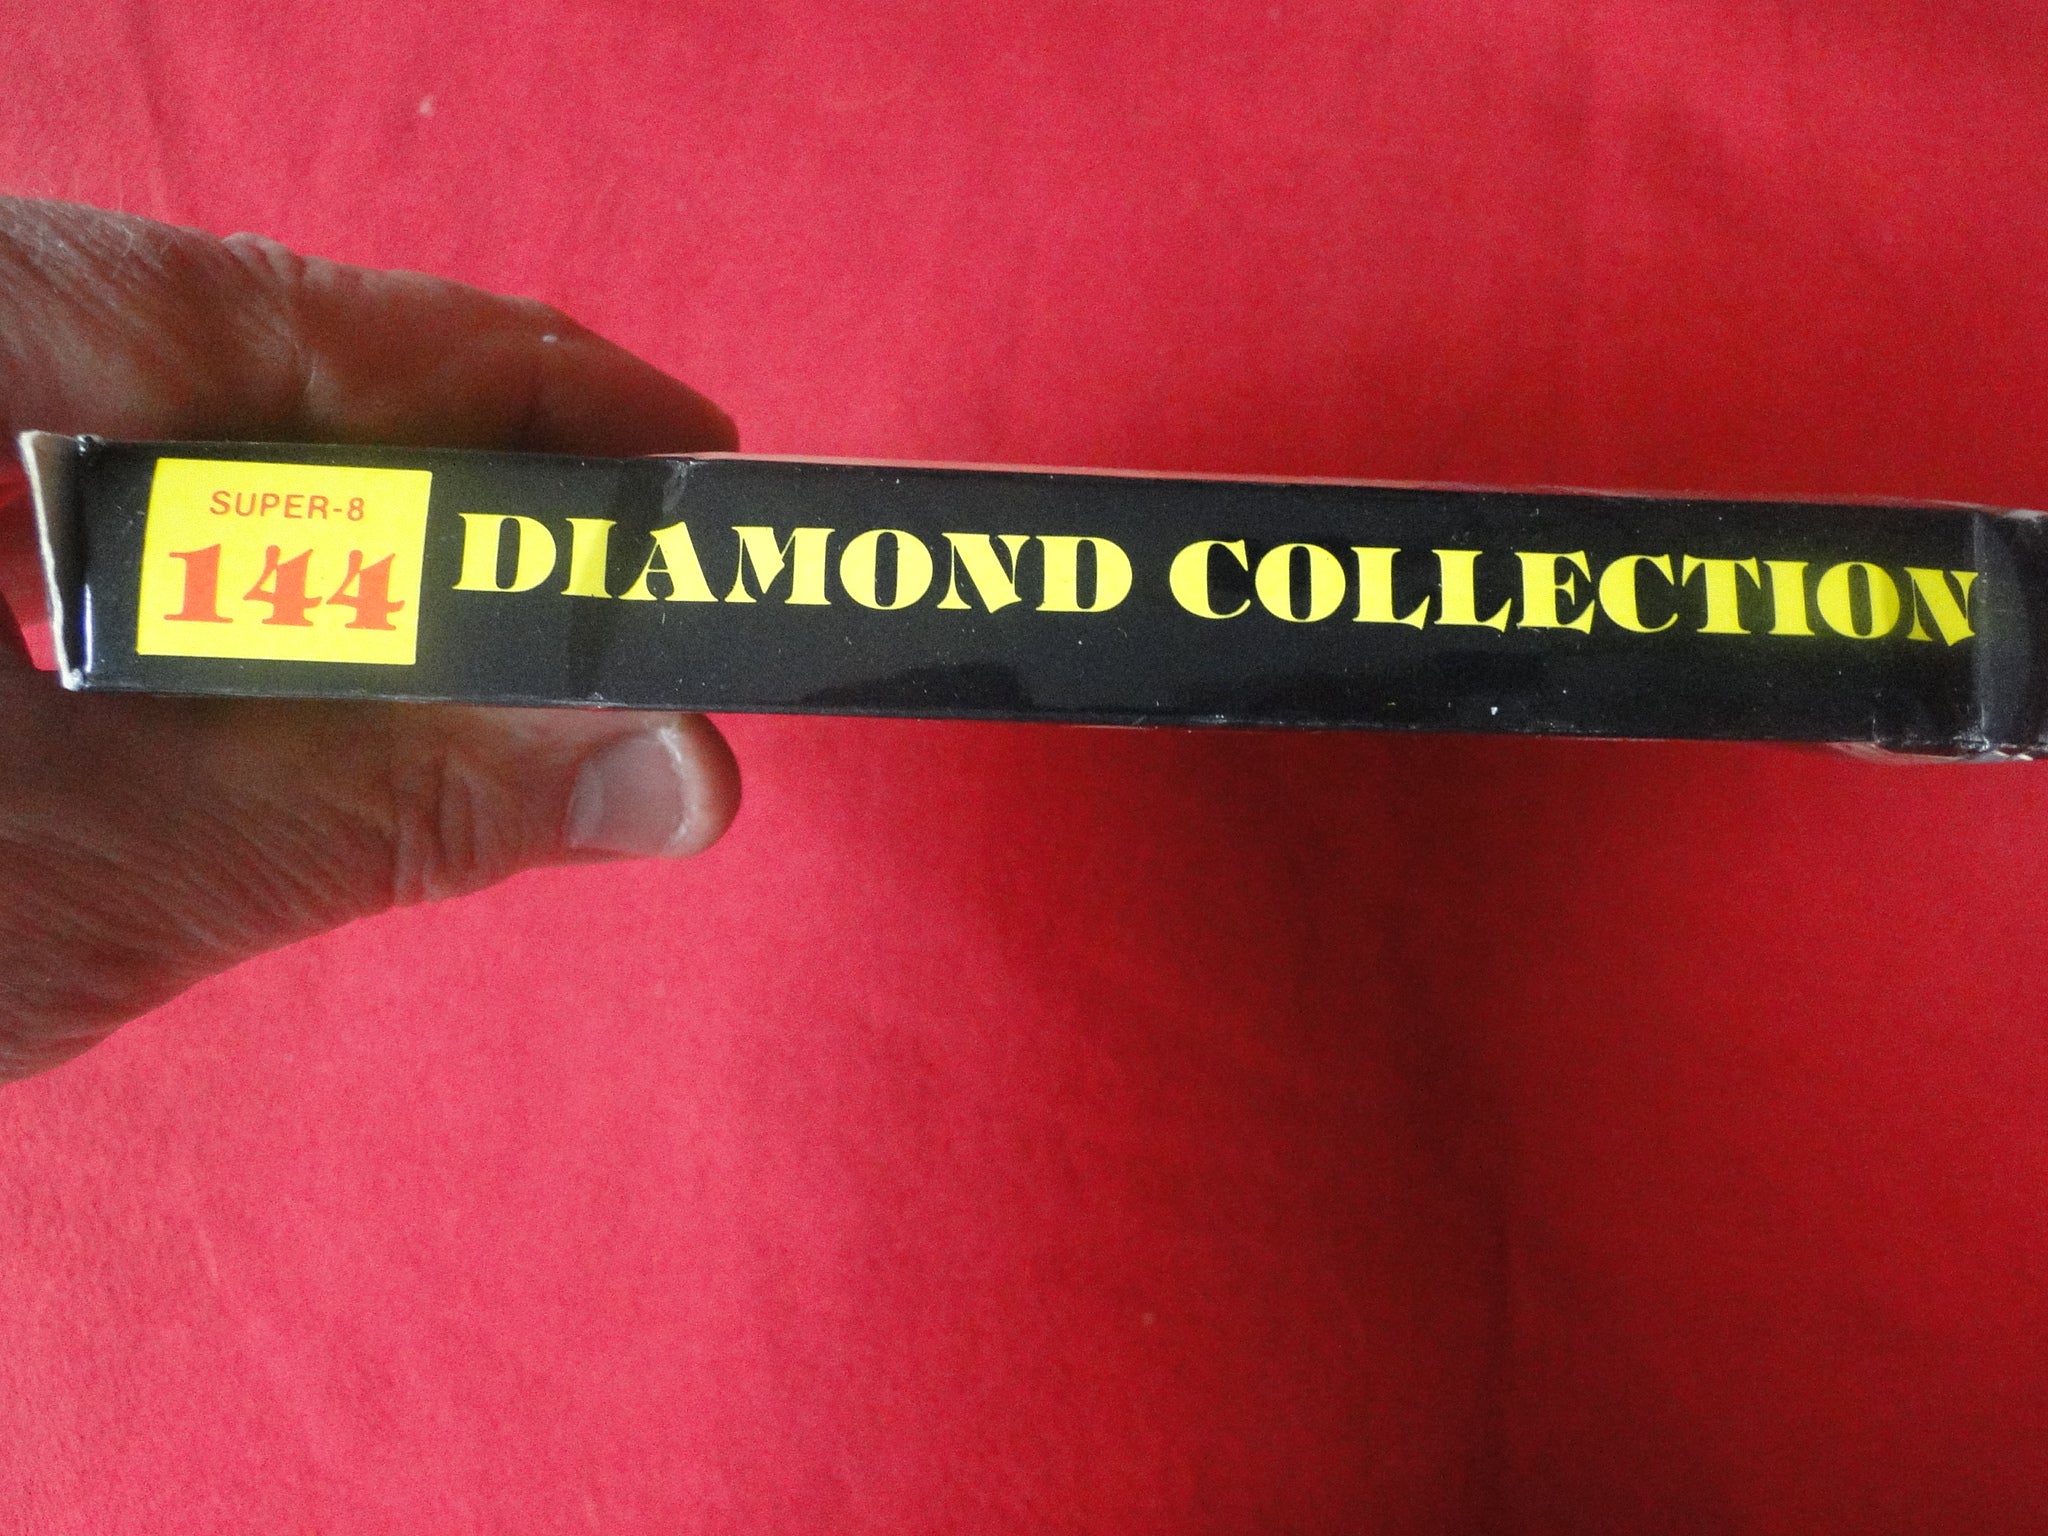 SUPER-8
144
DIAMOND COLLECTION